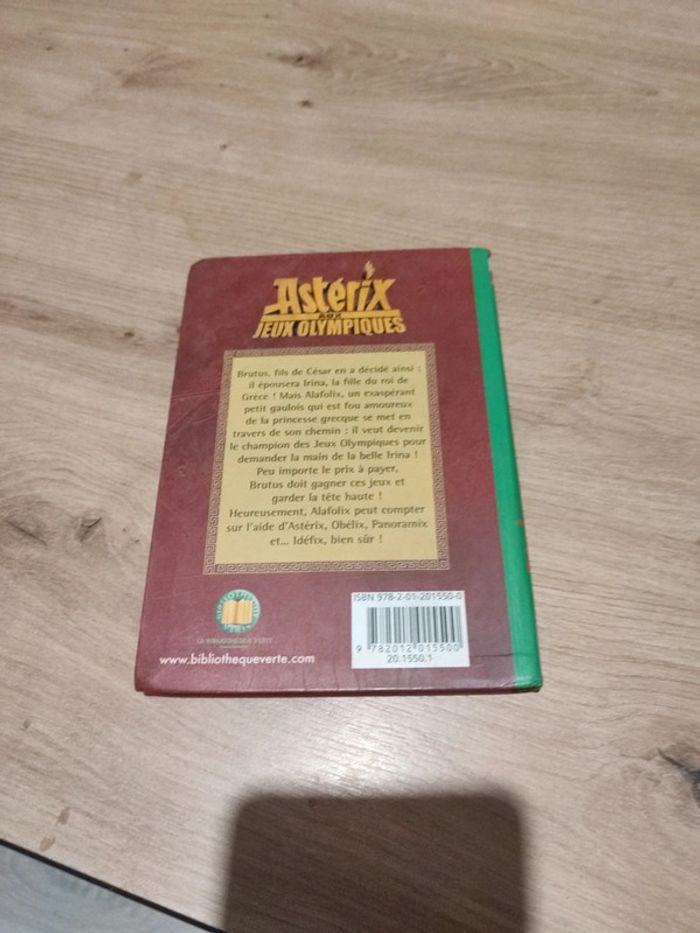 Astérix
AUX
JEUX OLYMPIQUES
Brutus, fils de César en a décidé ainsi :
il épousera Irina, la fille du roi de
Grèce ! Mais Alafolix, un exaspérant
petit gaulois qui est fou amoureux
de la princesse grecque se met en
travers de son chemin : il veut devenir
le champion des Jeux Olympiques pour
demander la main de la belle Irina !
Peu importe le prix à payer,
Brutus doit gagner ces jeux et
garder la tête haute !
Heureusement, Alafolix peut compter
sur l'aide d'Astérix, Obélix, Panoramix
et... Idéfix, bien sûr !
BIBLIOTHEQUE
VERTE
LA BIBLIOTHEQUE VERTE
www.bibliothequeverte.com
ISBN 978-2-01-201550-0
9 782012 015500
20.1550.1